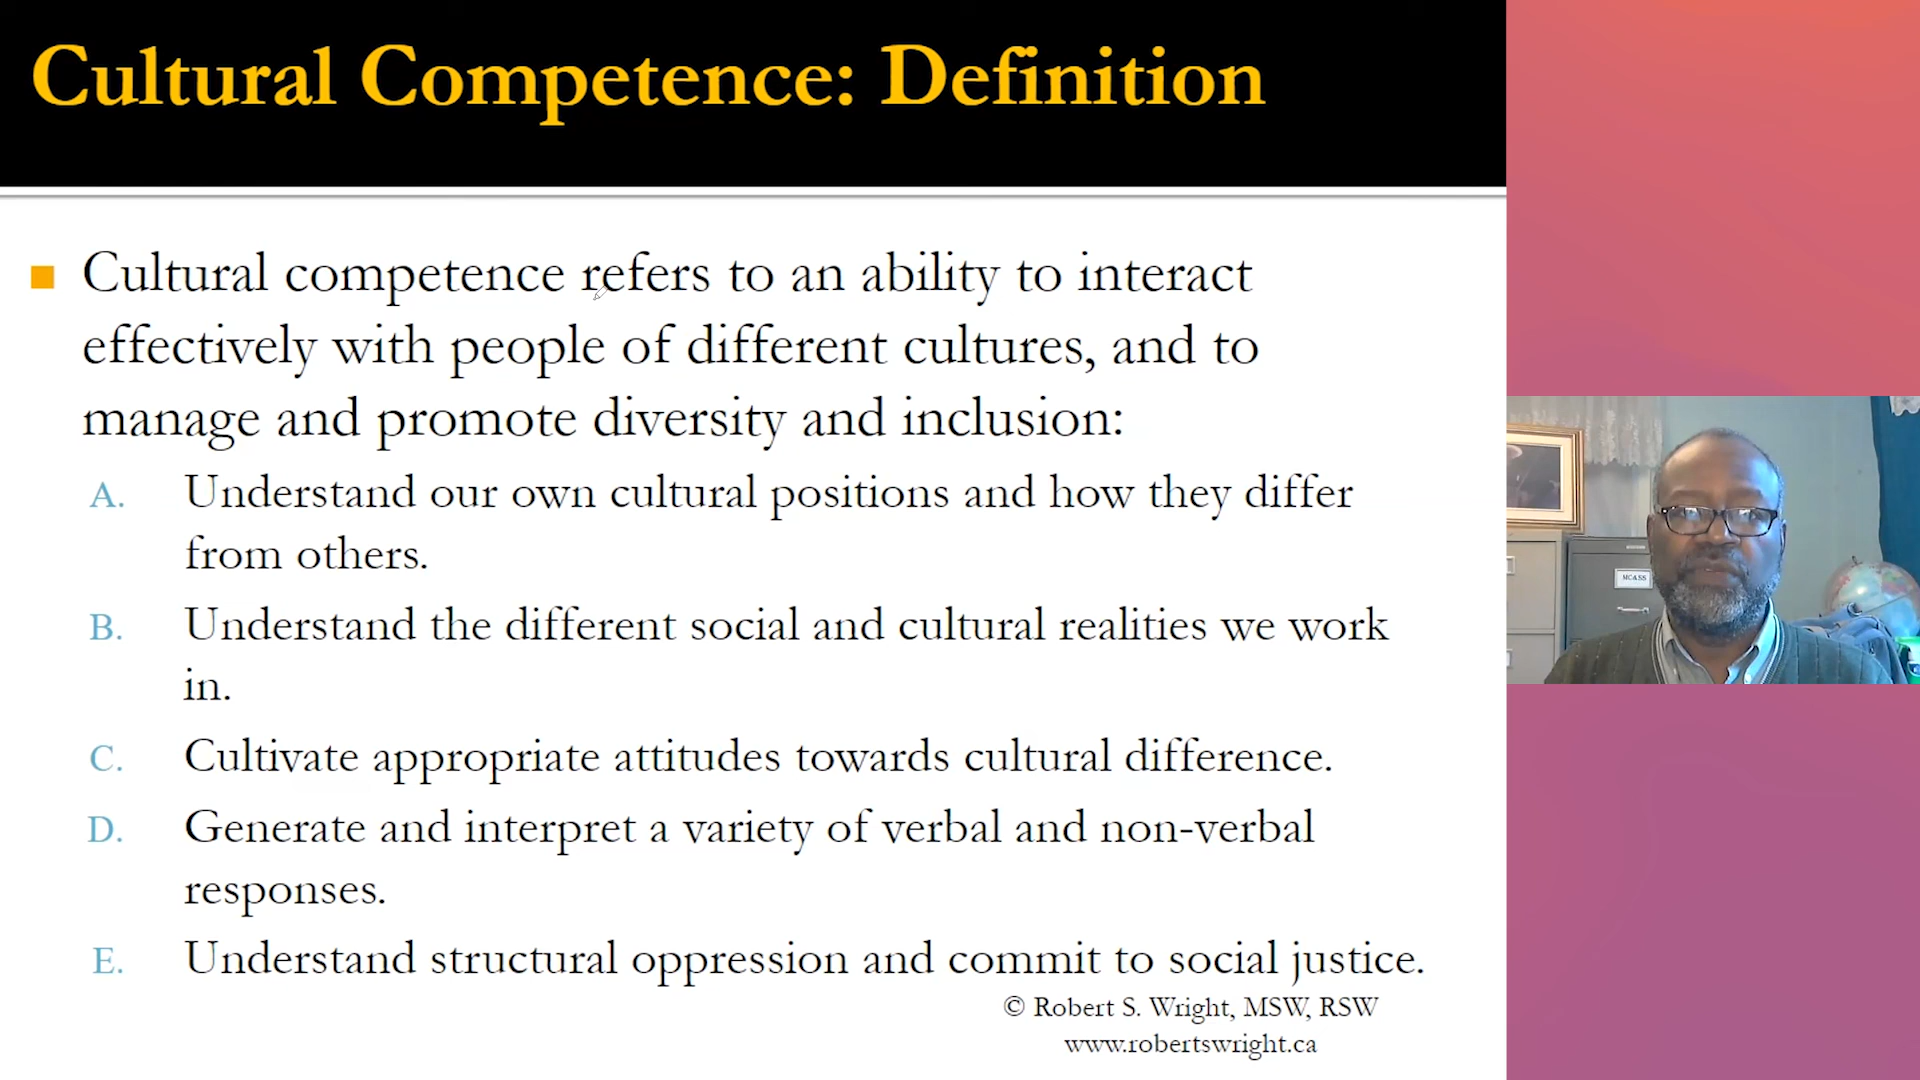 Cultural Competence: Definition
Cultural competence refers to an ability to interact
effectively with people of different cultures, and to
manage and promote diversity and inclusion:
A. Understand our own cultural positions and how they differ
from others.
B. Understand the different social and cultural realities we work
in.
C. Cultivate appropriate attitudes towards cultural difference.
D. Generate and interpret a variety of verbal and non-verbal
responses.
E. Understand structural oppression and commit to social justice.
© Robert S. Wright, MSW, RSW
www.robertswright.ca
MCASS